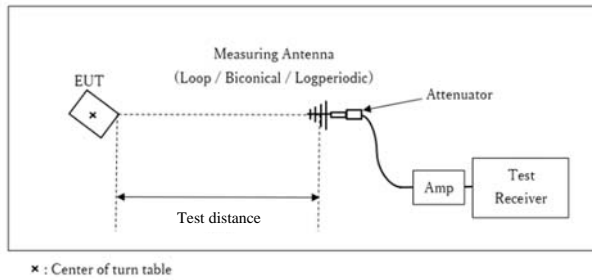 Measuring Antenna
(Loop / Biconical / Logperiodic)
EUT
Attenuator
Amp
Test
Receiver
Test distance
× : Center of turn table